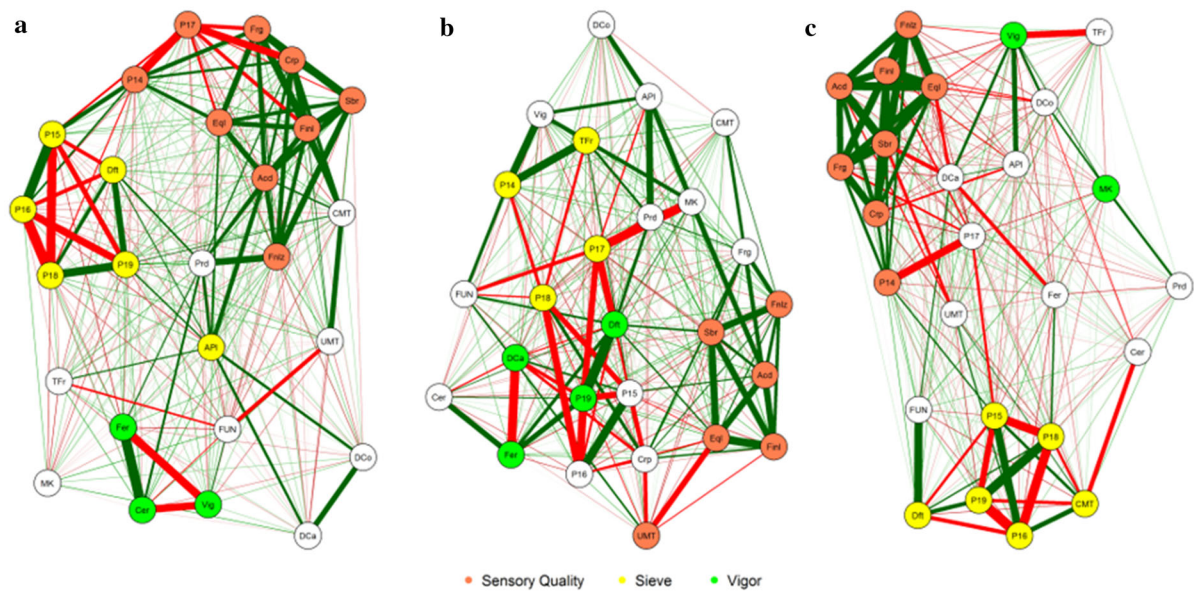 a
P17
Frg
Crp
P14
Sbr
Eql
Finl
P15
Dft
Acd
P16
CMT
P18
P19
Prd
Fnlz
API
UMT
TFr
Fer
FUN
DCo
MK
Cer
Vig
DCa
b
DCo
API
Vig
CMT
TFr
P14
MK
Prd
P17
Frg
FUN
P18
Fnlz
Dft
Sbr
DCa
Acd
Cer
P19
P15
Eql
Finl
Fer
Crp
P16
UMT
c
Fnlz
Vig
TFr
Finl
Acd
Eql
DCo
Sbr
Frg
API
DCa
MK
Crp
P17
P14
Prd
Fer
UMT
Cer
FUN
P15
P18
P19
CMT
Dft
P16
Sensory Quality Sieve Vigor